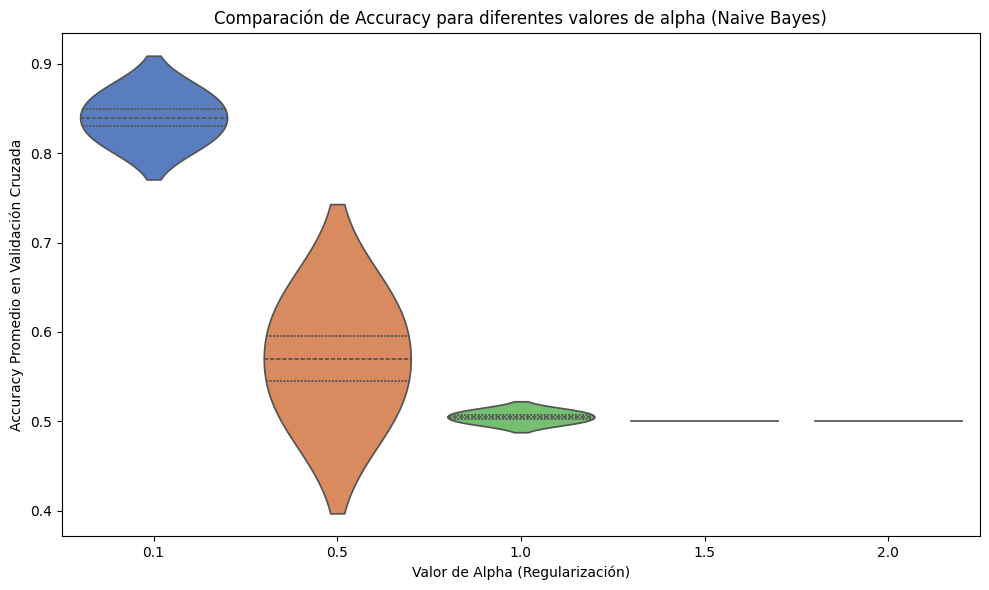 Comparación de Accuracy para diferentes valores de alpha (Naive Bayes)
Accuracy Promedio en Validación Cruzada
0.9
0.8
0.7
0.6
0.5
0.4
0.1 0.5 1.0 1.5 2.0
Valor de Alpha (Regularización)